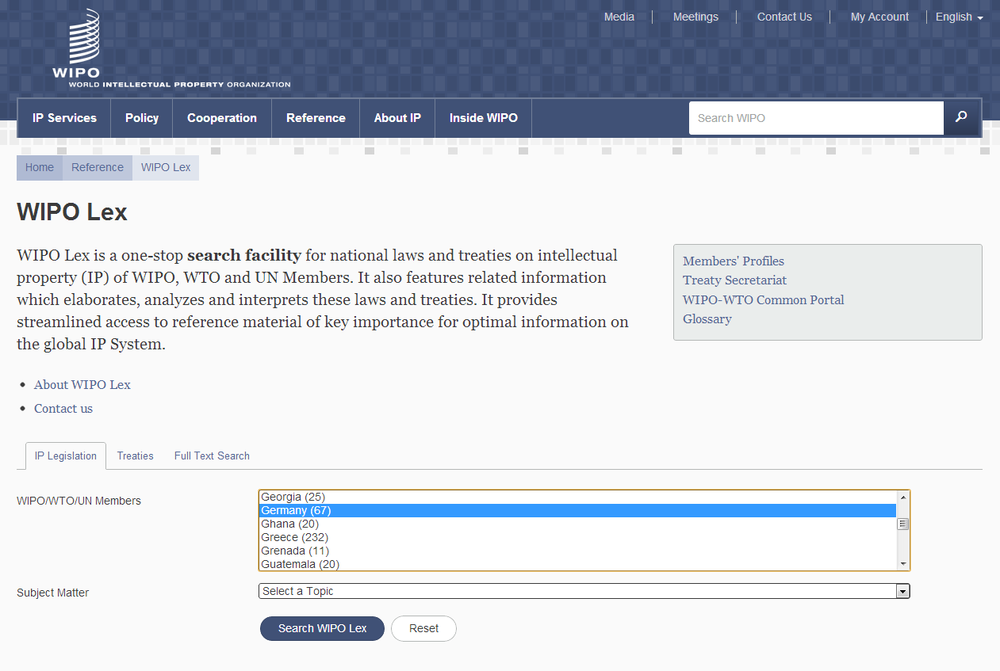 Media
Meetings
Contact Us
My Account
English
WIPO
WORLD INTELLECTUAL PROPERTY ORGANIZATION
IP Services
Policy
Cooperation
Reference
About IP
Inside WIPO
Search WIPO
Home
Reference
WIPO Lex
WIPO Lex
WIPO Lex is a one-stop search facility for national laws and treaties on intellectual
property (IP) of WIPO, WTO and UN Members. It also features related information
which elaborates, analyzes and interprets these laws and treaties. It provides
streamlined access to reference material of key importance for optimal information on
the global IP System.
Members' Profiles
Treaty Secretariat
WIPO-WTO Common Portal
Glossary
About WIPO Lex
Contact us
IP Legislation
Treaties
Full Text Search
WIPO/WTO/UN Members
Georgia (25)
Germany (67)
Ghana (20)
Greece (232)
Grenada (11)
Guatemala (20)
Subject Matter
Select a Topic
Search WIPO Lex
Reset